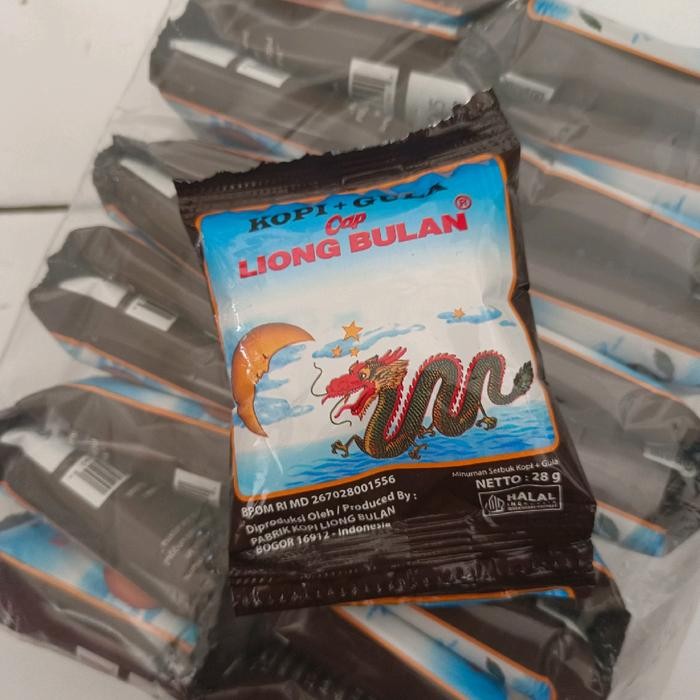 KOPI + GULA
Cap
LIONG BULAN ®
BPOM RI MD 267028001556
Diproduksi Oleh / Produced By :
PABRIK KOPI LIONG BULAN
BOGOR 16912 - Indonesia
Minuman Serbuk Kopi + Gula
NETTO : 28 g
HALAL
INDONESIA